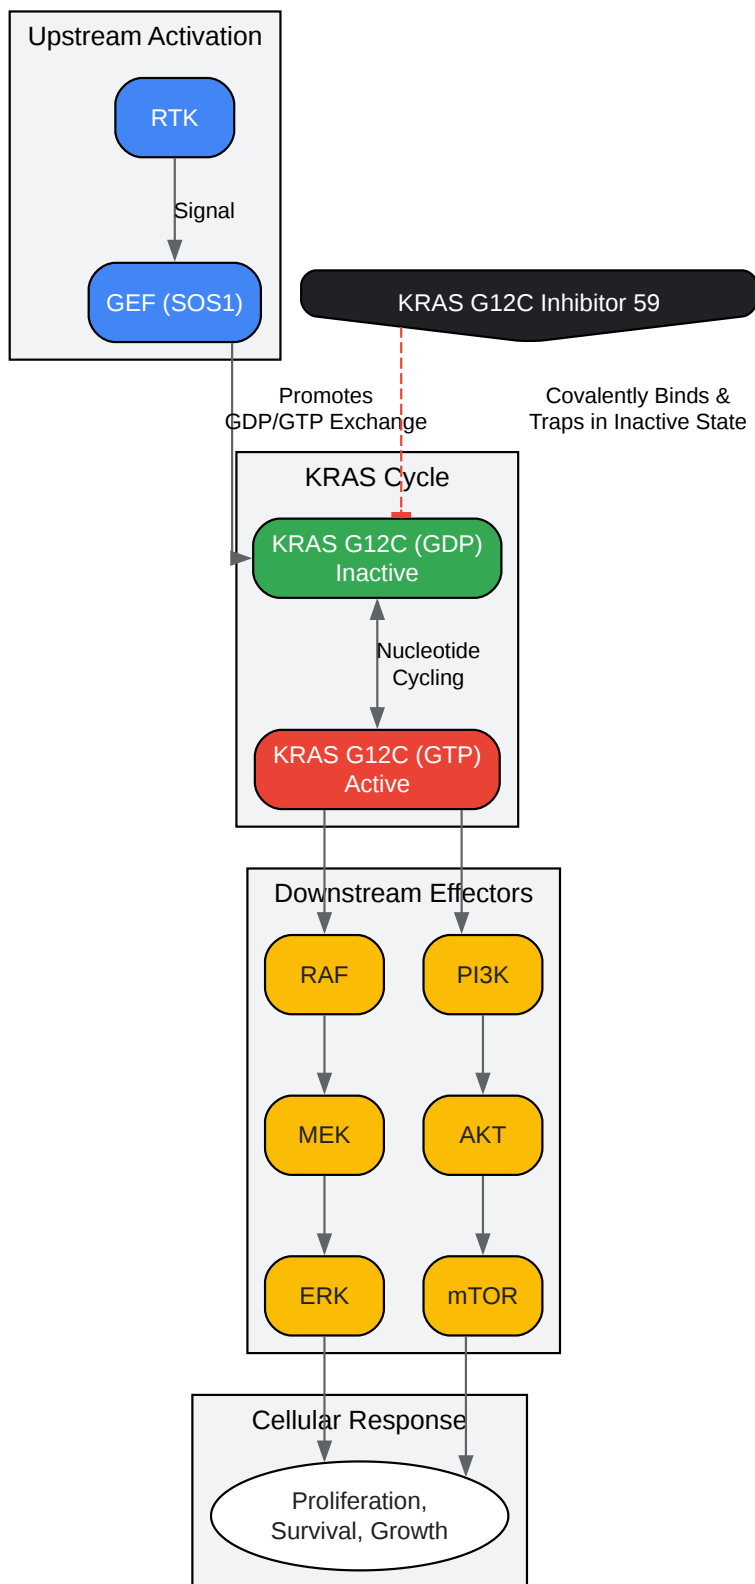 Upstream Activation
RTK
Signal
GEF (SOS1)
KRAS G12C Inhibitor 59
Promotes
GDP/GTP Exchange
Covalently Binds &
Traps in Inactive State
KRAS Cycle
KRAS G12C (GDP)
Inactive
Nucleotide
Cycling
KRAS G12C (GTP)
Active
Downstream Effectors
RAF
PI3K
MEK
AKT
ERK
mTOR
Cellular Response
Proliferation,
Survival, Growth